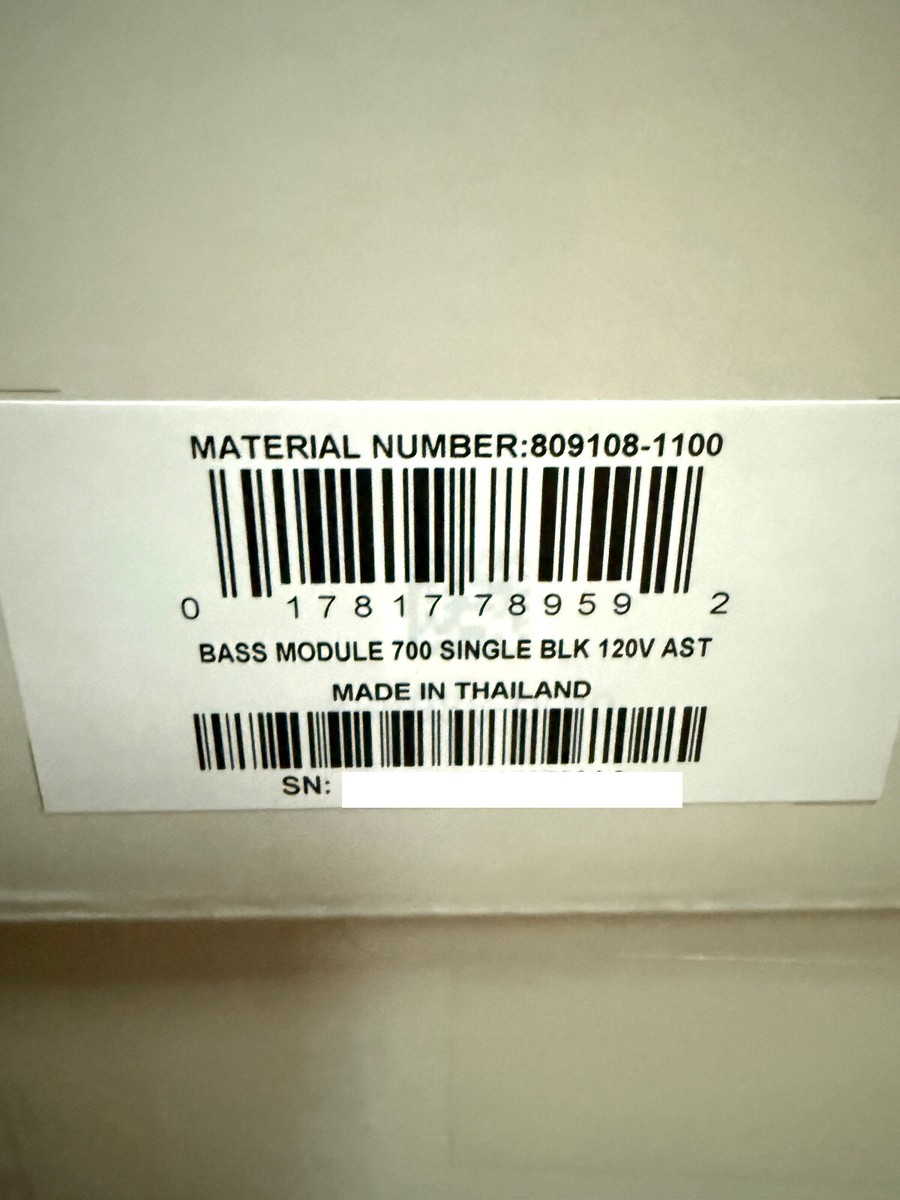 MATERIAL NUMBER:809108-1100
0 17817 78959 2
BASS MODULE 700 SINGLE BLK 120V AST
MADE IN THAILAND
SN: